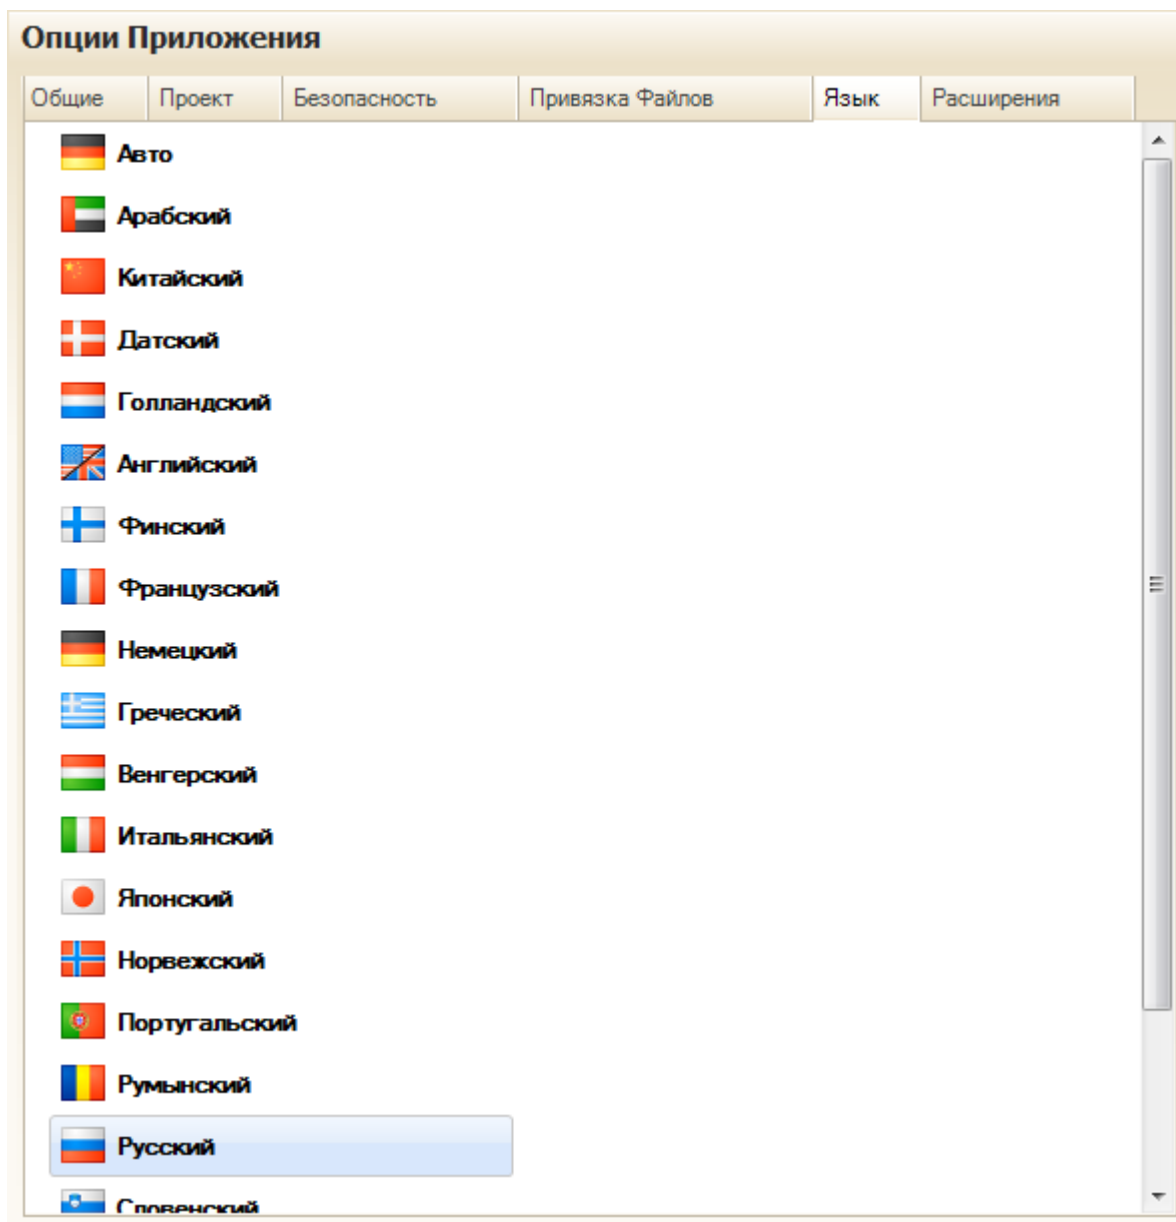 Опции Приложения
Общие Проект Безопасность Привязка Файлов Язык Расширения
Авто
Арабский
Китайский
Датский
Голландский
Английский
Финский
Французский
Немецкий
Греческий
Венгерский
Итальянский
Японский
Норвежский
Португальский
Румынский
Русский
Словенский